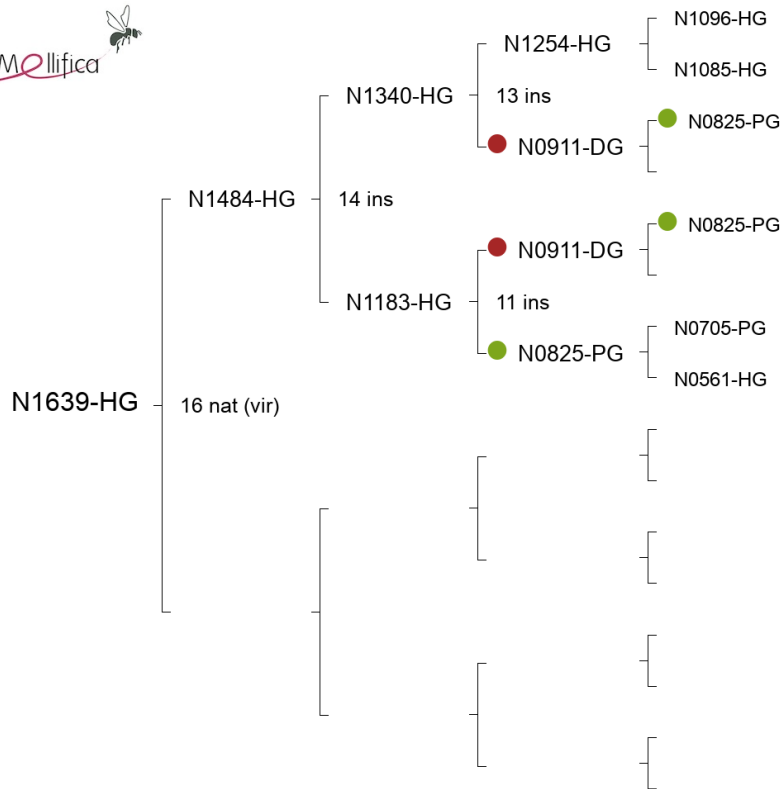 Mellifica
N1096-HG
N1254-HG
N1085-HG
N1340-HG
13 ins
N0825-PG
N0911-DG
N1484-HG
14 ins
N0825-PG
N0911-DG
N1183-HG
11 ins
N0705-PG
N0825-PG
N0561-HG
N1639-HG
16 nat (vir)